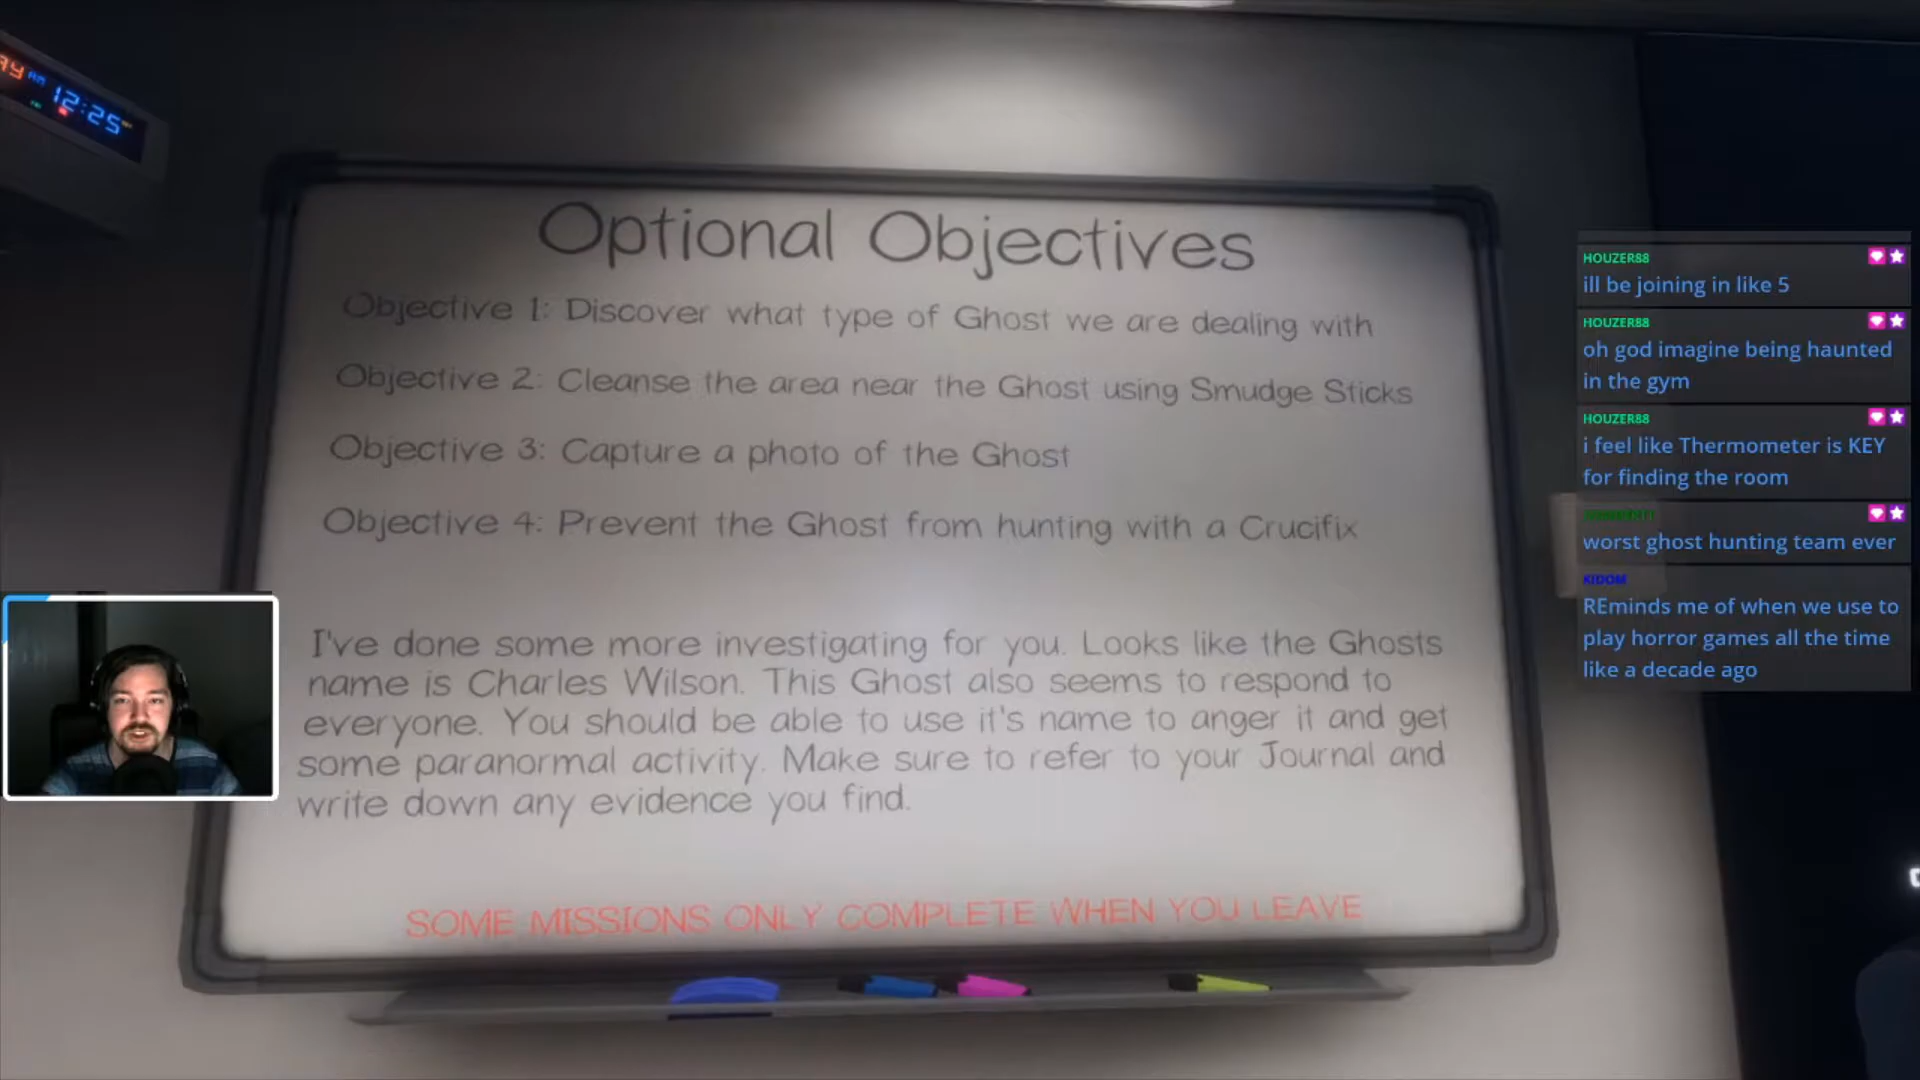 12:25
Optional Objectives
Objective 1: Discover what type of Ghost we are dealing with
Objective 2: Cleanse the area near the Ghost using Smudge Sticks
Objective 3: Capture a photo of the Ghost
Objective 4: Prevent the Ghost from hunting with a Crucifix
I've done some more investigating for you. Looks like the Ghosts
name is Charles Wilson. This Ghost also seems to respond to
everyone. You should be able to use it's name to anger it and get
some paranormal activity. Make sure to refer to your Journal and
write down any evidence you find.
SOME MISSIONS ONLY COMPLETE WHEN YOU LEAVE
HOUZER88
ill be joining in like 5
HOUZER88
oh god imagine being haunted
in the gym
HOUZER88
i feel like Thermometer is KEY
for finding the room
worst ghost hunting team ever
KIDOM
REminds me of when we use to
play horror games all the time
like a decade ago